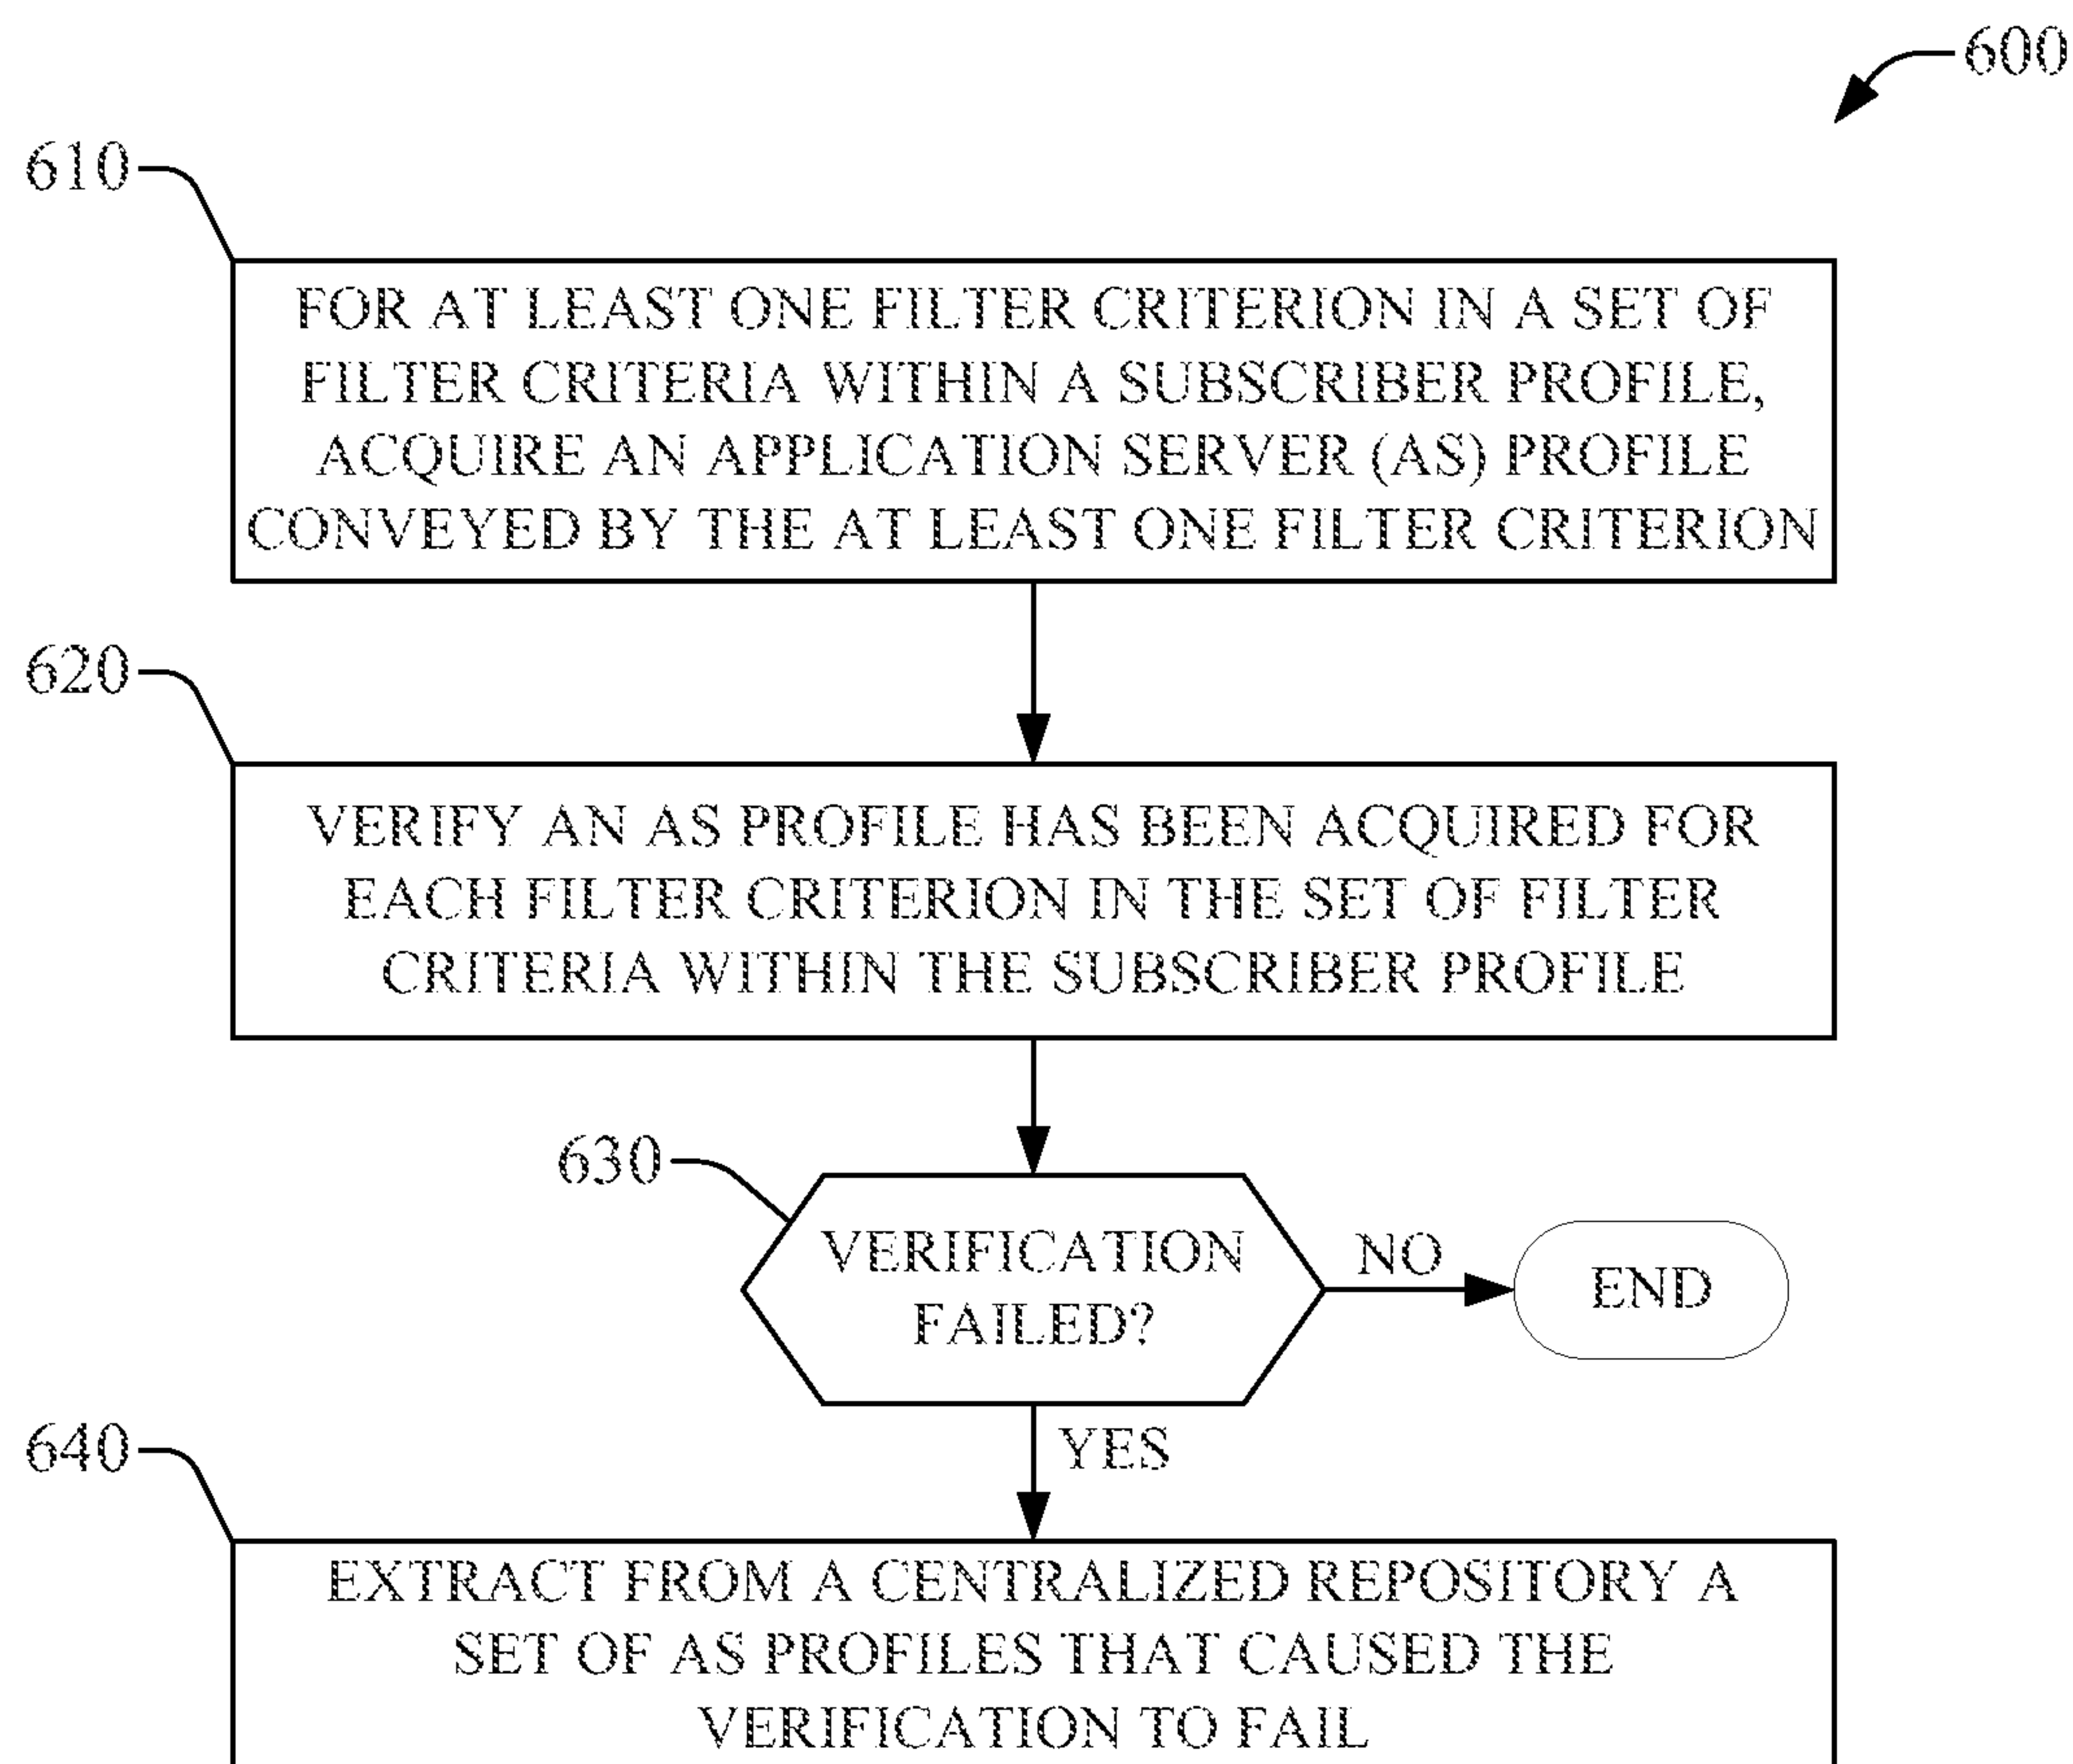 600
610
FOR AT LEAST ONE FILTER CRITERION IN A SET OF
FILTER CRITERIA WITHIN A SUBSCRIBER PROFILE,
ACQUIRE AN APPLICATION SERVER (AS) PROFILE
CONVEYED BY THE AT LEAST ONE FILTER CRITERION
620
VERIFY AN AS PROFILE HAS BEEN ACQUIRED FOR
EACH FILTER CRITERION IN THE SET OF FILTER
CRITERIA WITHIN THE SUBSCRIBER PROFILE
630
VERIFICATION
FAILED?
NO
END
YES
640
EXTRACT FROM A CENTRALIZED REPOSITORY A
SET OF AS PROFILES THAT CAUSED THE
VERIFICATION TO FAIL